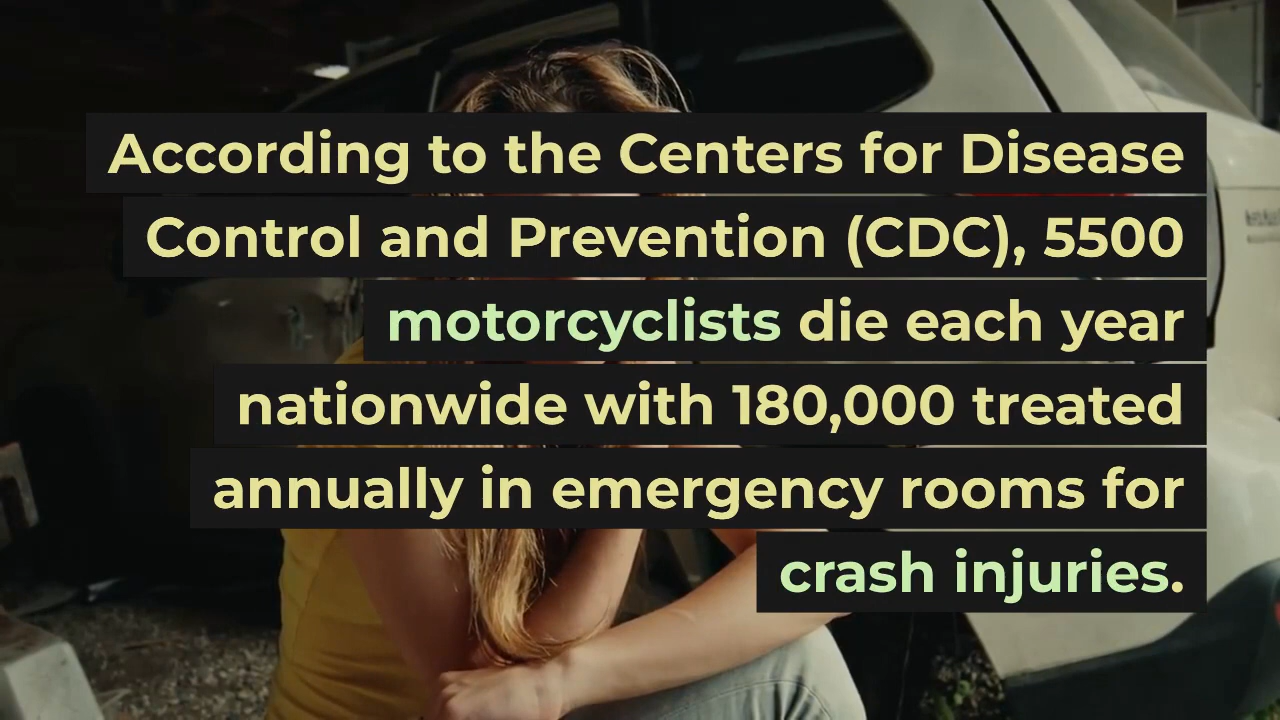 According to the Centers for Disease
Control and Prevention (CDC), 5500
motorcyclists die each year
nationwide with 180,000 treated
annually in emergency rooms for
crash injuries.